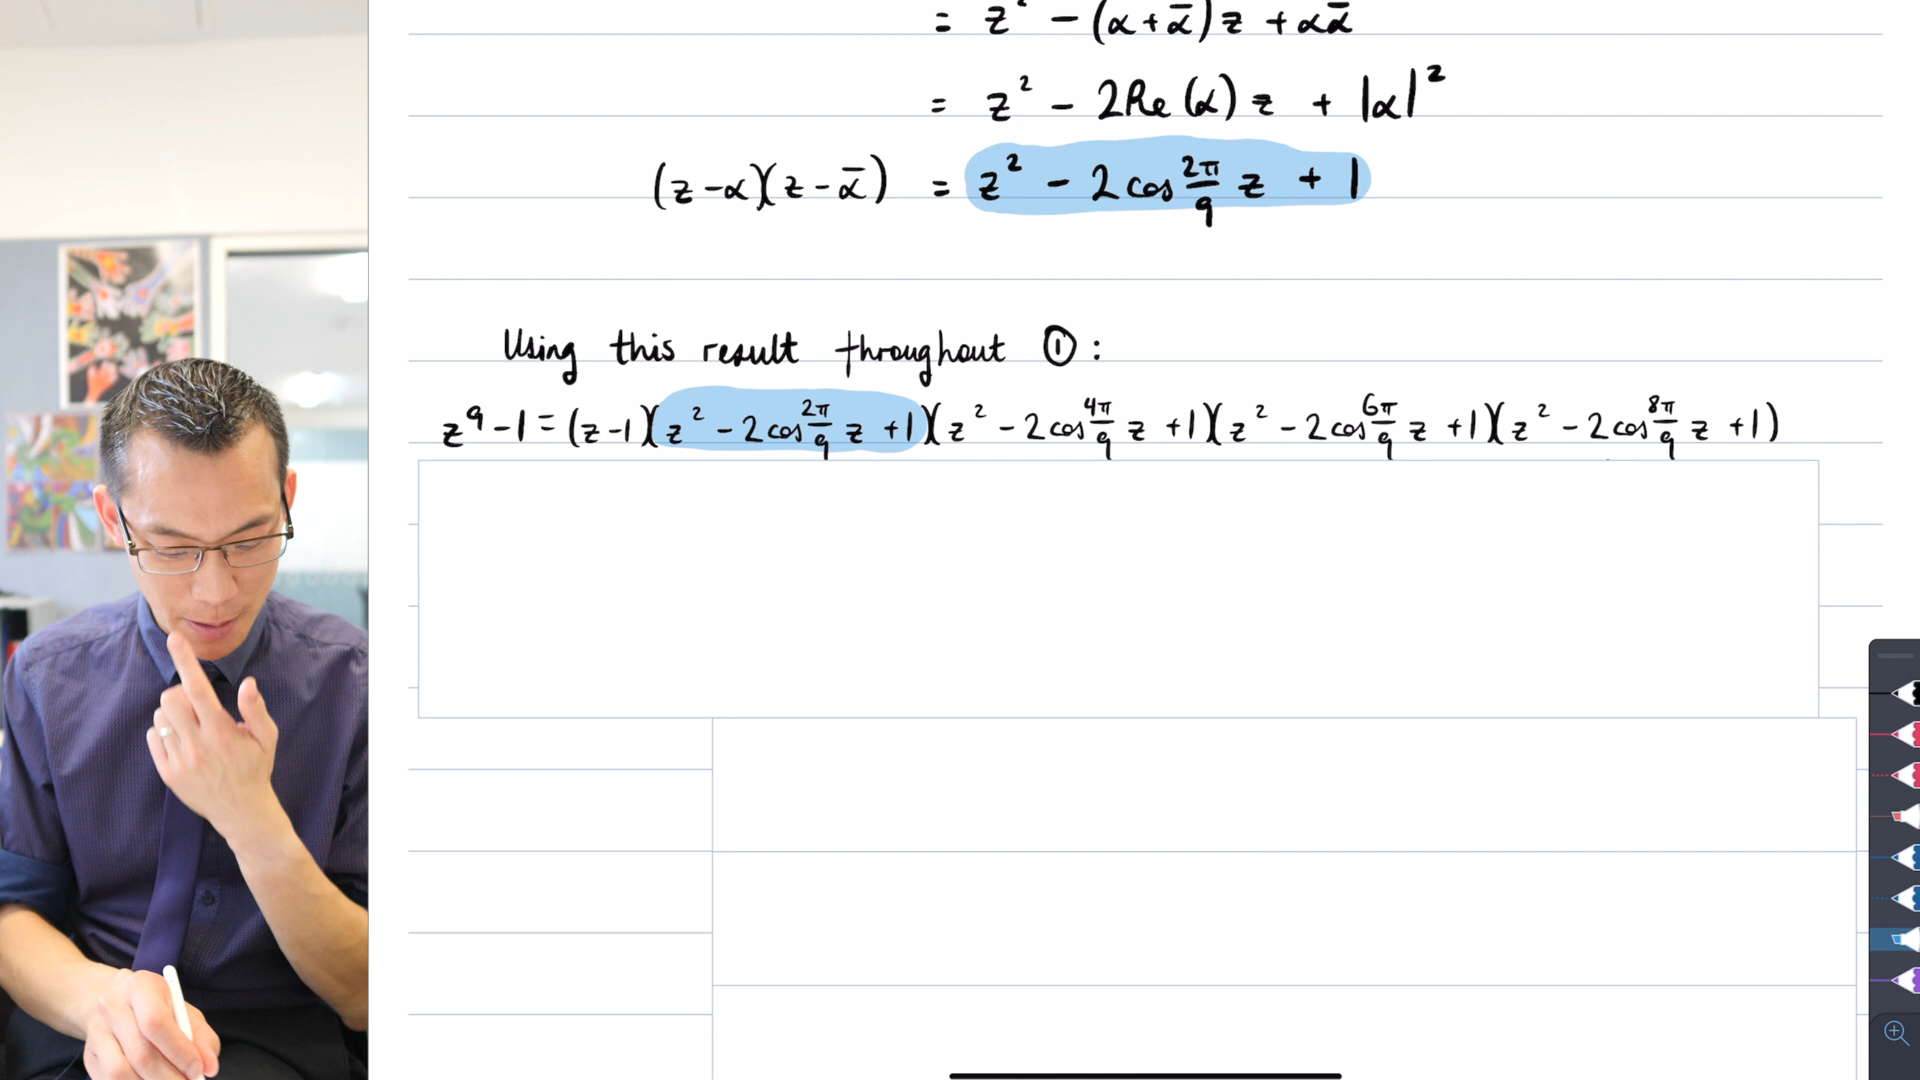 = z² - (α + ᾱ)z + αᾱ
= z² - 2Re(α)z + |α|²
(z-α)(z-ᾱ) = z² - 2cos 2π/9 z + 1
Using this result throughout ①:
z⁹-1 = (z-1)(z² - 2cos 2π/9 z + 1)(z² - 2cos 4π/9 z + 1)(z² - 2cos 6π/9 z + 1)(z² - 2cos 8π/9 z + 1)